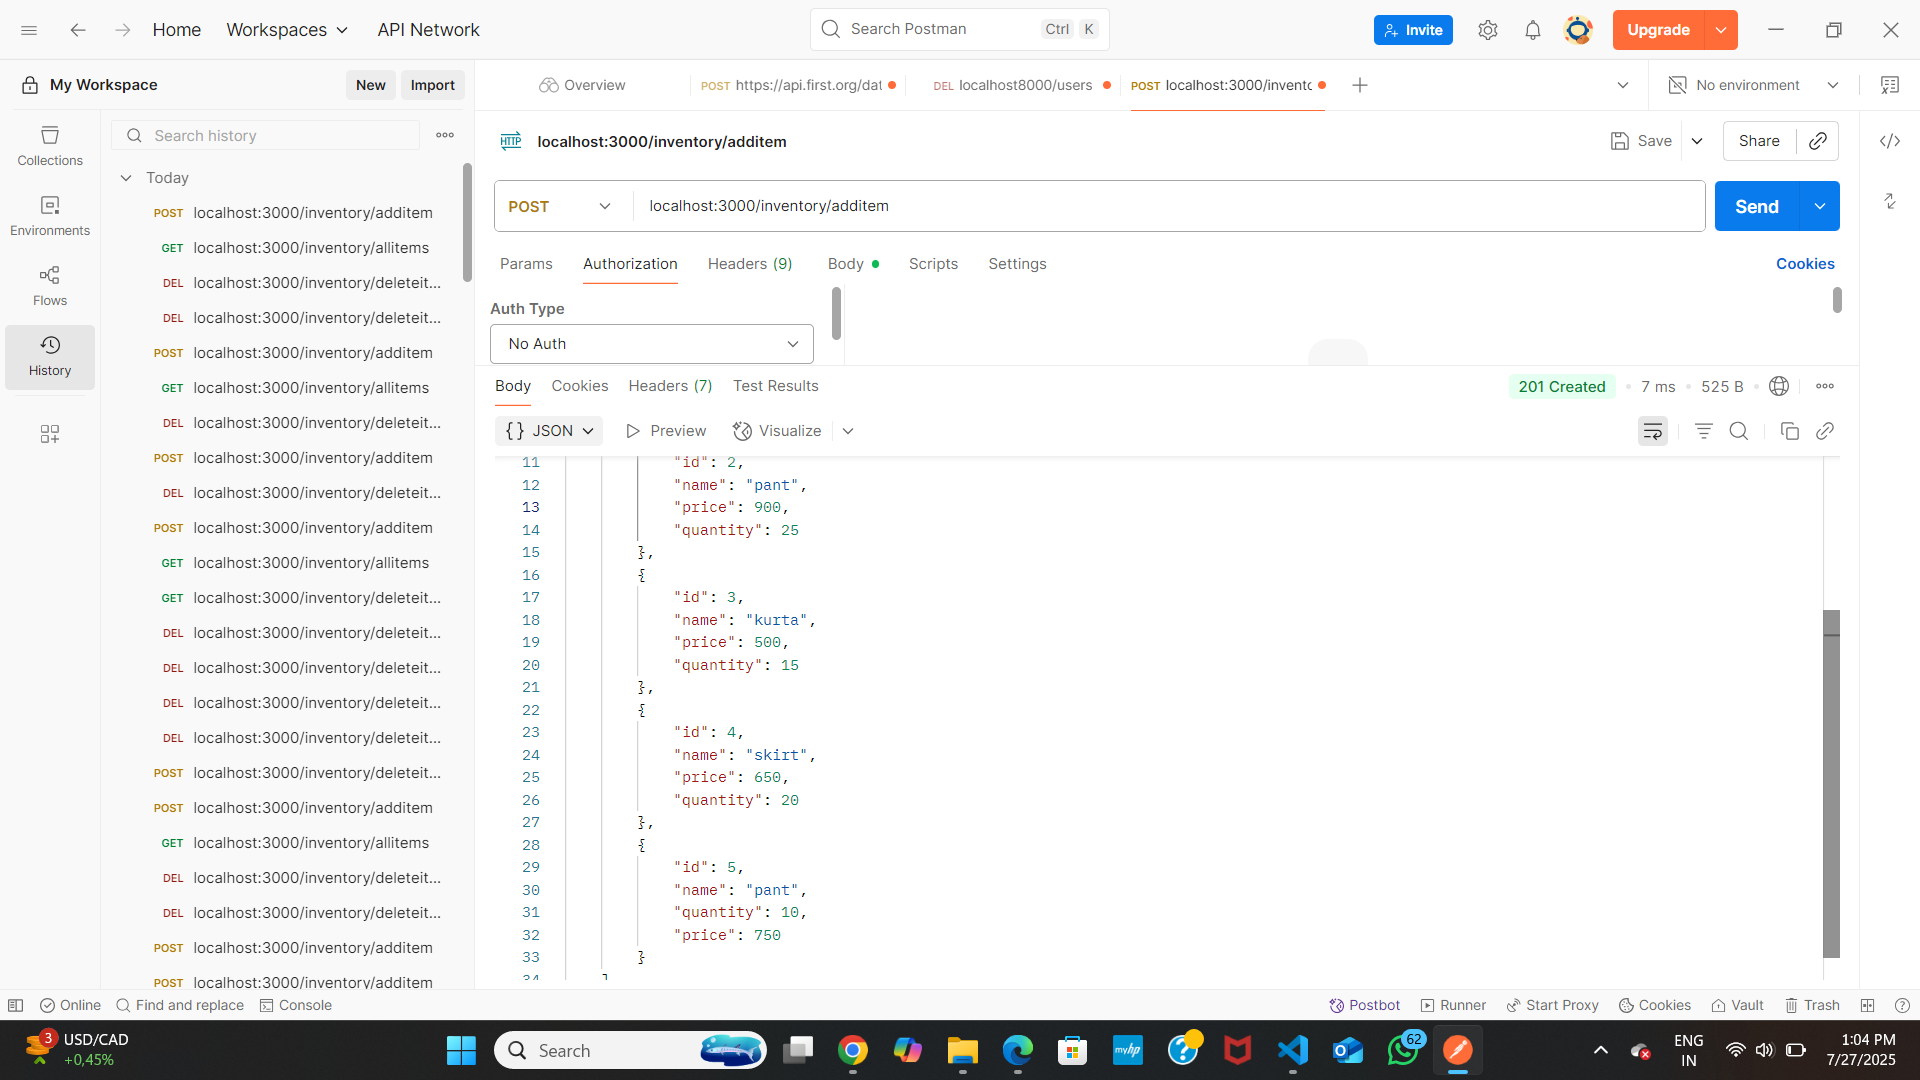 Home
Workspaces
API Network
Search Postman
Ctrl
K
Invite
Upgrade
My Workspace
New
Import
Overview
POST https://api.first.org/dat
DEL localhost8000/users
POST localhost:3000/invento
No environment
Collections
Environments
Flows
History
Search history
Today
POST localhost:3000/inventory/additem
GET localhost:3000/inventory/allitems
DEL localhost:3000/inventory/deleteit...
DEL localhost:3000/inventory/deleteit...
POST localhost:3000/inventory/additem
GET localhost:3000/inventory/allitems
DEL localhost:3000/inventory/deleteit...
POST localhost:3000/inventory/additem
DEL localhost:3000/inventory/deleteit...
POST localhost:3000/inventory/additem
GET localhost:3000/inventory/allitems
GET localhost:3000/inventory/deleteit...
DEL localhost:3000/inventory/deleteit...
DEL localhost:3000/inventory/deleteit...
DEL localhost:3000/inventory/deleteit...
DEL localhost:3000/inventory/deleteit...
POST localhost:3000/inventory/deleteit...
POST localhost:3000/inventory/additem
GET localhost:3000/inventory/allitems
DEL localhost:3000/inventory/deleteit...
DEL localhost:3000/inventory/deleteit...
POST localhost:3000/inventory/additem
POST localhost:3000/inventory/additem
HTTP localhost:3000/inventory/additem
Save
Share
POST
localhost:3000/inventory/additem
Send
Params
Authorization
Headers (9)
Body
Scripts
Settings
Cookies
Auth Type
No Auth
Body
Cookies
Headers (7)
Test Results
201 Created
7 ms
525 B
{} JSON
Preview
Visualize
11 "id": 2,
12 "name": "pant",
13 "price": 900,
14 "quantity": 25
15 },
16 {
17 "id": 3,
18 "name": "kurta",
19 "price": 500,
20 "quantity": 15
21 },
22 {
23 "id": 4,
24 "name": "skirt",
25 "price": 650,
26 "quantity": 20
27 },
28 {
29 "id": 5,
30 "name": "pant",
31 "quantity": 10,
32 "price": 750
33 }
34 ]
Online
Find and replace
Console
Postbot
Runner
Start Proxy
Cookies
Vault
Trash
3
USD/CAD
+0,45%
Search
myhp
62
ENG
IN
1:04 PM
7/27/2025